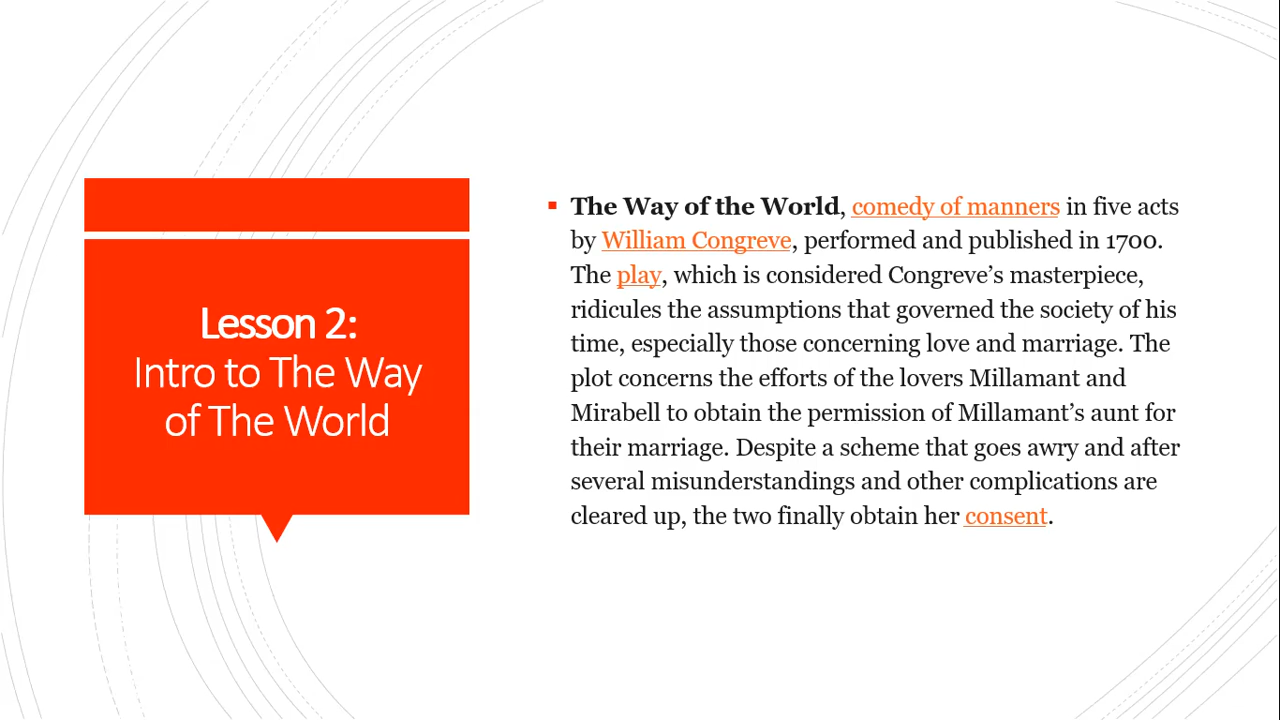 Lesson 2:
Intro to The Way
of The World
▪ The Way of the World, comedy of manners in five acts
by William Congreve, performed and published in 1700.
The play, which is considered Congreve’s masterpiece,
ridicules the assumptions that governed the society of his
time, especially those concerning love and marriage. The
plot concerns the efforts of the lovers Millamant and
Mirabell to obtain the permission of Millamant’s aunt for
their marriage. Despite a scheme that goes awry and after
several misunderstandings and other complications are
cleared up, the two finally obtain her consent.